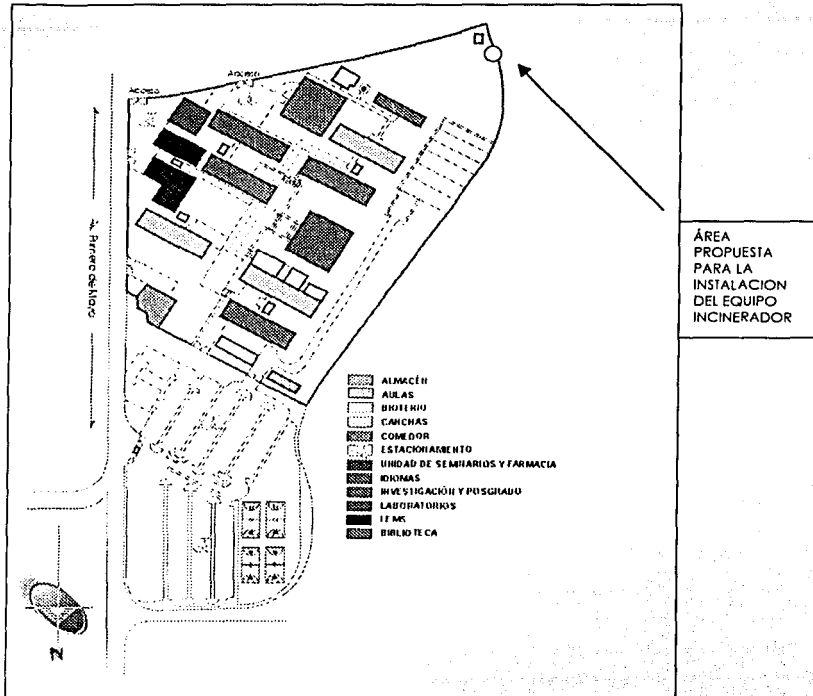 Acceso
Acceso
Av. Primero de Mayo
ÁREA
PROPUESTA
PARA LA
INSTALACION
DEL EQUIPO
INCINERADOR
ALMACÉN
AULAS
BIOTERIO
CANCHAS
COMEDOR
ESTACIONAMIENTO
UNIDAD DE SEMINARIOS Y FARMACIA
IDIOMAS
INVESTIGACIÓN Y POSGRADO
LABORATORIOS
LEMS
BIBLIOTECA
N